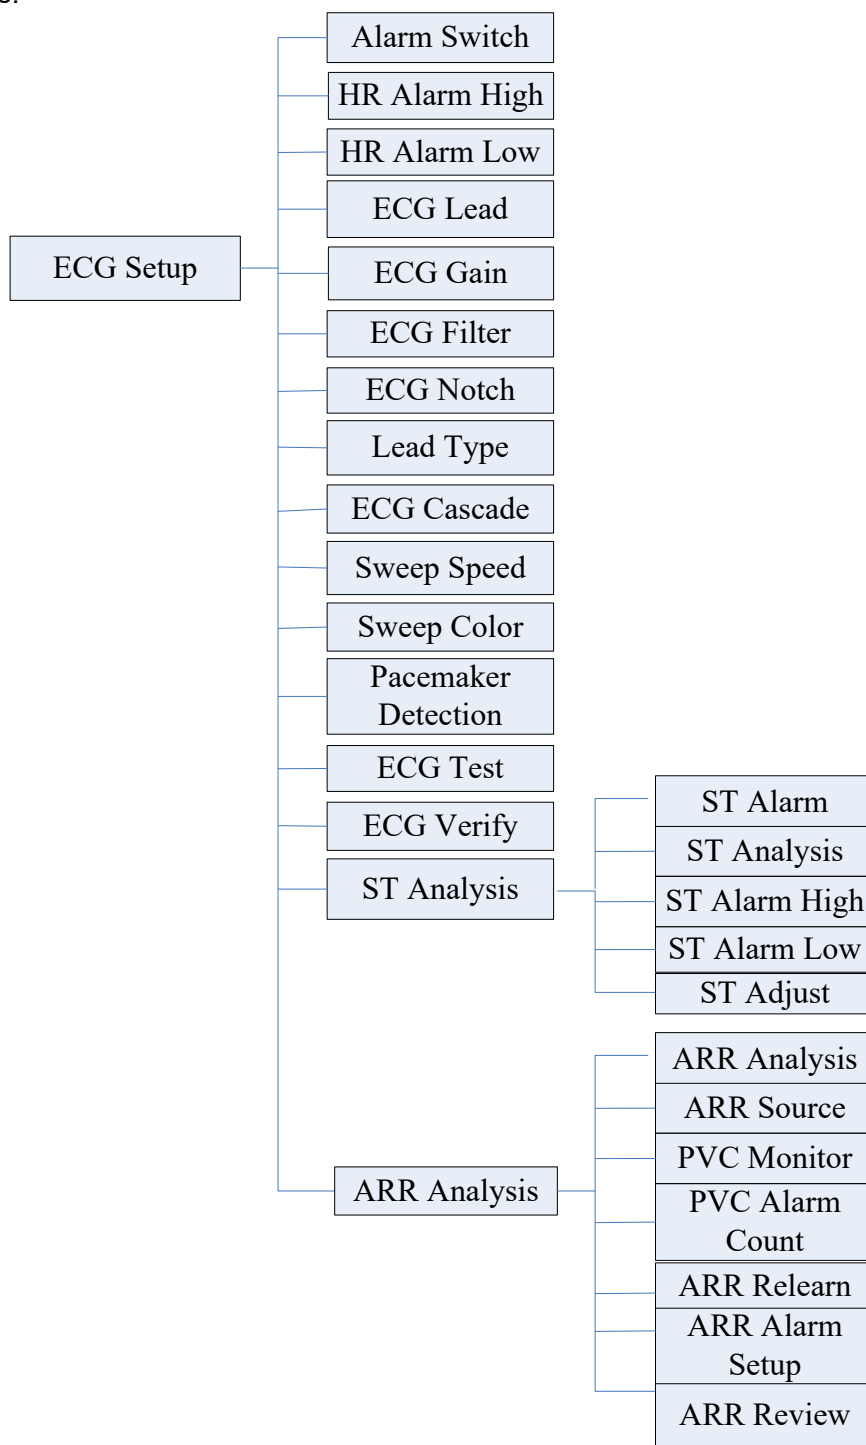 Alarm Switch
HR Alarm High
HR Alarm Low
ECG Lead
ECG Setup
ECG Gain
ECG Filter
ECG Notch
Lead Type
ECG Cascade
Sweep Speed
Sweep Color
Pacemaker
Detection
ECG Test
ECG Verify
ST Analysis
ST Alarm
ST Analysis
ST Alarm High
ST Alarm Low
ST Adjust
ARR Analysis
ARR Analysis
ARR Source
PVC Monitor
PVC Alarm
Count
ARR Relearn
ARR Alarm
Setup
ARR Review